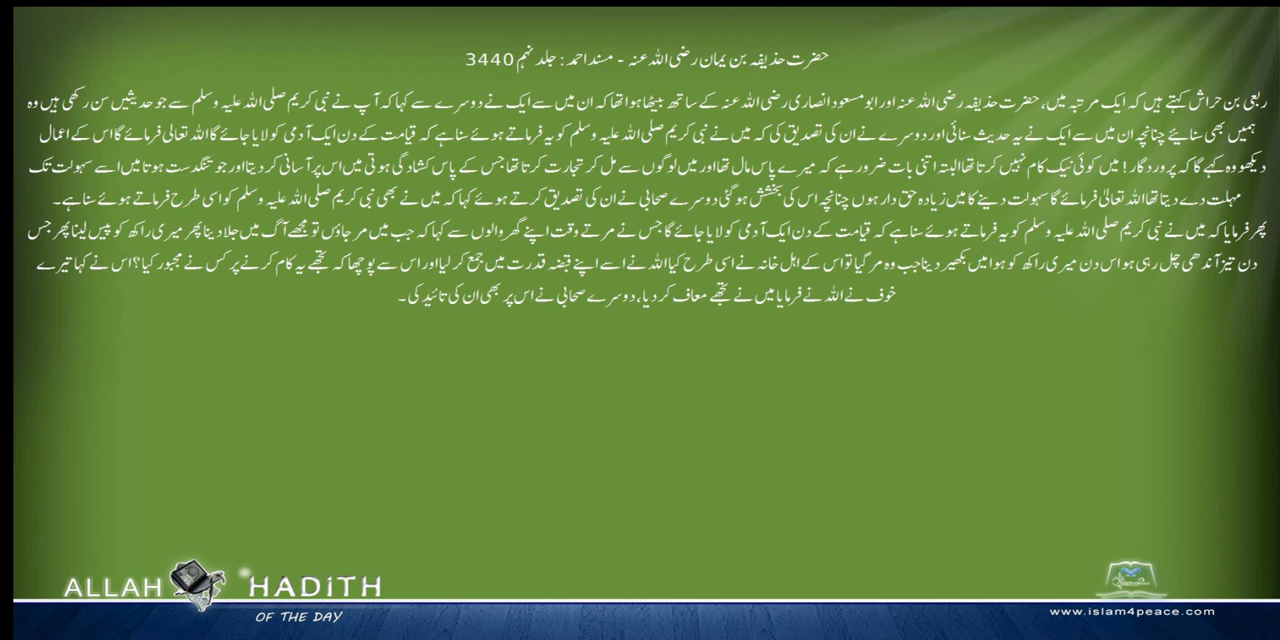 حضرت حذیفہ بن یمان رضی اللہ عنہ - مسند احمد: جلد نہم 3440
ربعی بن حراش کہتے ہیں کہ ایک مرتبہ میں، حضرت حذیفہ رضی اللہ عنہ اور ابو مسعود انصاری رضی اللہ عنہ کے ساتھ بیٹھا ہوا تھا کہ ان میں سے ایک نے دوسرے سے کہا کہ آپ نے نبی کریم صلی اللہ علیہ وسلم سے جو حدیثیں سن رکھی ہیں وہ
ہمیں بھی سنائیے چنانچہ ان میں سے ایک نے یہ حدیث سنائی اور دوسرے نے ان کی تصدیق کی کہ میں نے نبی کریم صلی اللہ علیہ وسلم کو یہ فرماتے ہوئے سنا ہے کہ قیامت کے دن ایک آدمی کو لایا جائے گا اللہ تعالی فرمائے گا اس کے اعمال
دیکھو وہ کہے گا کہ پروردگار! میں کوئی نیک کام نہیں کرتا تھا البتہ اتنی بات ضرور ہے کہ میرے پاس مال تھا اور میں لوگوں سے مل کر تجارت کرتا تھا جس کے پاس کشادگی ہوتی میں اس پر آسانی کر دیتا اور جو تنگدست ہوتا میں اسے سہولت تک
مہلت دے دیتا تھا اللہ تعالیٰ فرمائے گا سہولت دینے کا میں زیادہ حق دار ہوں چنانچہ اس کی بخشش ہو گئی دوسرے صحابی نے ان کی تصدیق کرتے ہوئے کہا کہ میں نے بھی نبی کریم صلی اللہ علیہ وسلم کو اسی طرح فرماتے ہوئے سنا ہے۔
پھر فرمایا کہ میں نے نبی کریم صلی اللہ علیہ وسلم کو یہ فرماتے ہوئے سنا ہے کہ قیامت کے دن ایک آدمی کو لایا جائے گا جس نے مرتے وقت اپنے گھر والوں سے کہا کہ جب میں مر جاؤں تو مجھے آگ میں جلا دینا پھر میری راکھ کو پیس لینا پھر جس
دن تیز آندھی چل رہی ہو اس دن میری راکھ کو ہوا میں بکھیر دینا جب وہ مر گیا تو اس کے اہل خانہ نے اسی طرح کیا اللہ نے اسے اپنے قبضہ قدرت میں جمع کر لیا اور اس سے پوچھا کہ تجھے یہ کام کرنے پر کس نے مجبور کیا؟ اس نے کہا تیرے
خوف نے اللہ نے فرمایا میں نے تجھے معاف کر دیا، دوسرے صحابی نے اس پر بھی ان کی تائید کی۔
ALLAH HADITH
OF THE DAY
www.islam4peace.com